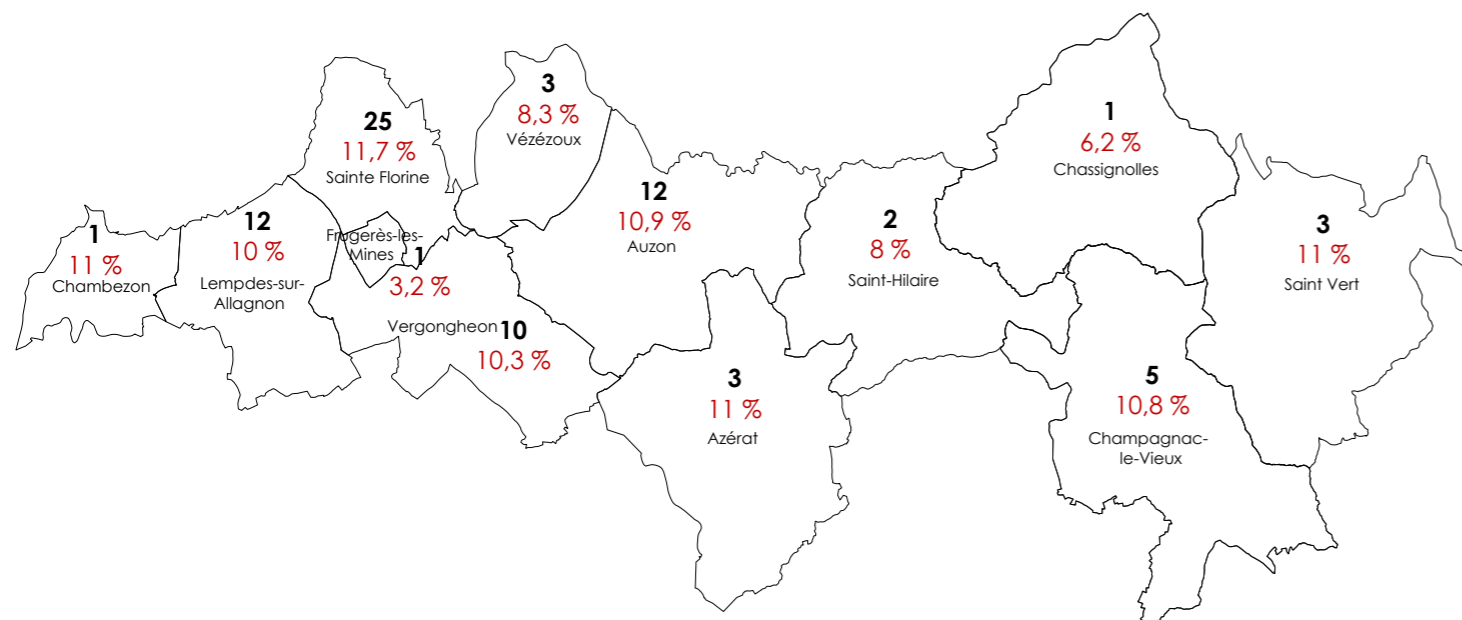 3
8,3 %
Vézézoux
25
11,7 %
Sainte Florine
1
6,2 %
Chassignolles
12
10,9 %
Auzon
1
11 %
Chambezon
12
10 %
Lempdes-sur-
Allagnon
Frugerès-les-
Mines
1
3,2 %
2
8 %
Saint-Hilaire
3
11 %
Saint Vert
Vergongheon
10
10,3 %
3
11 %
Azérat
5
10,8 %
Champagnac-
le-Vieux